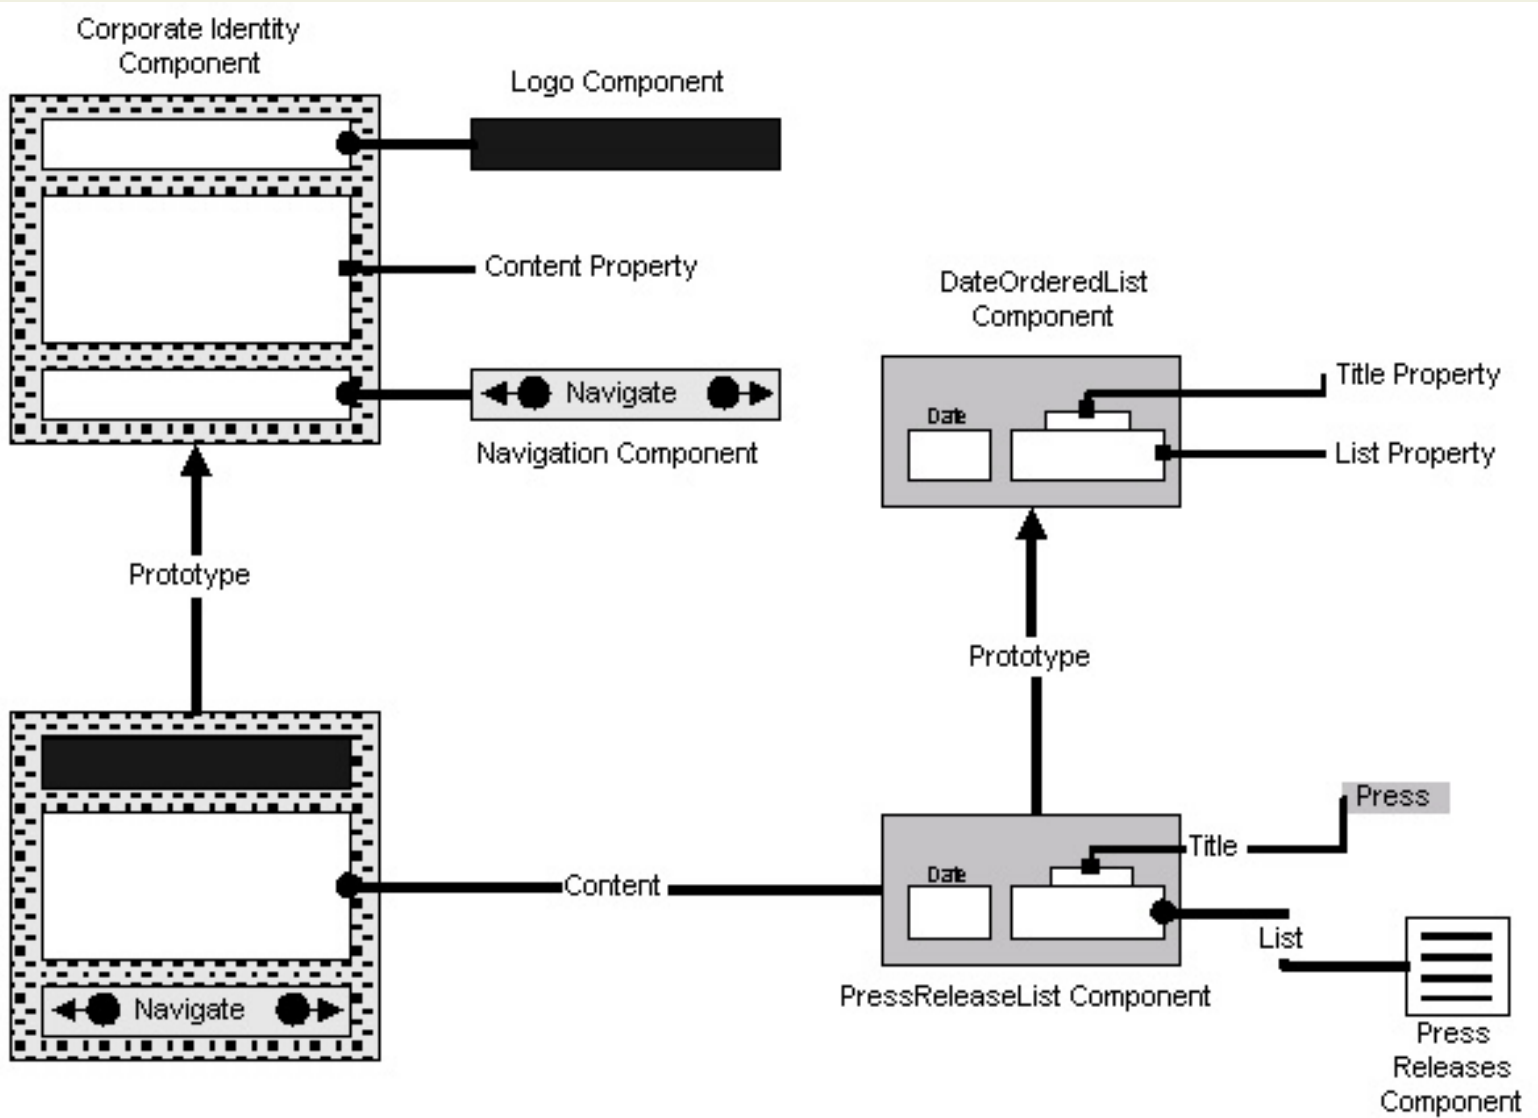 Corporate Identity
Component
Logo Component
Content Property
Navigate
Navigation Component
DateOrderedList
Component
Title Property
Date
List Property
Prototype
Prototype
Press
Title
Date
Content
List
Navigate
PressReleaseList Component
Press
Releases
Component